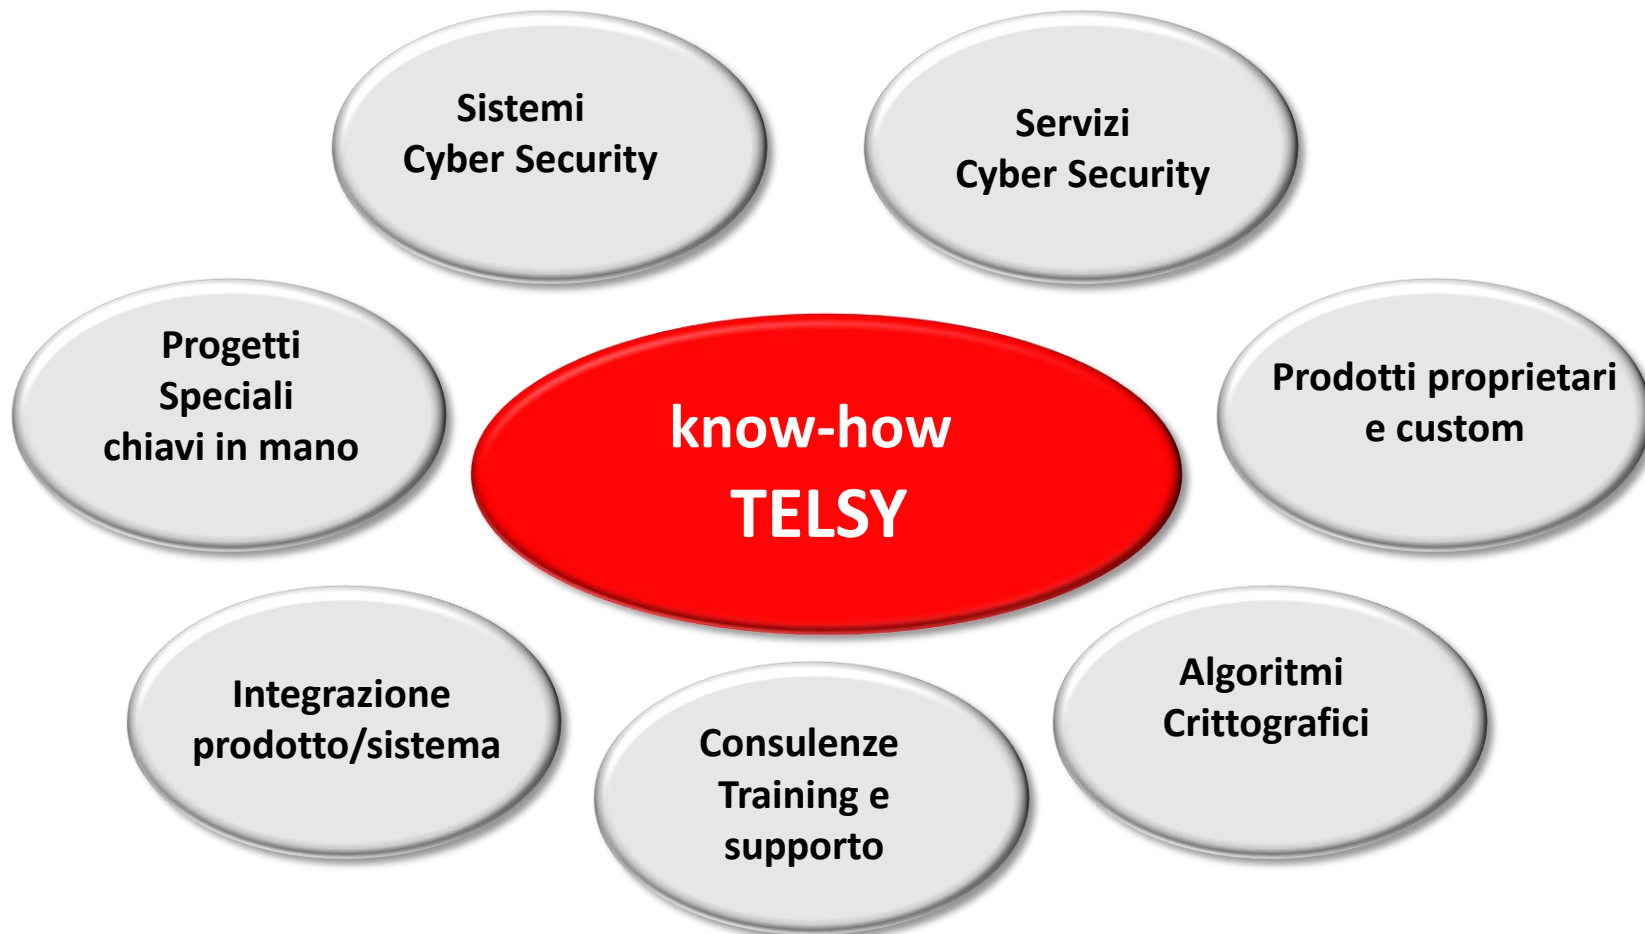 Sistemi
Cyber Security
Servizi
Cyber Security
Progetti
Speciali
chiavi in mano
know-how
TELSY
Prodotti proprietari
e custom
Integrazione
prodotto/sistema
Consulenze
Training e
supporto
Algoritmi
Crittografici